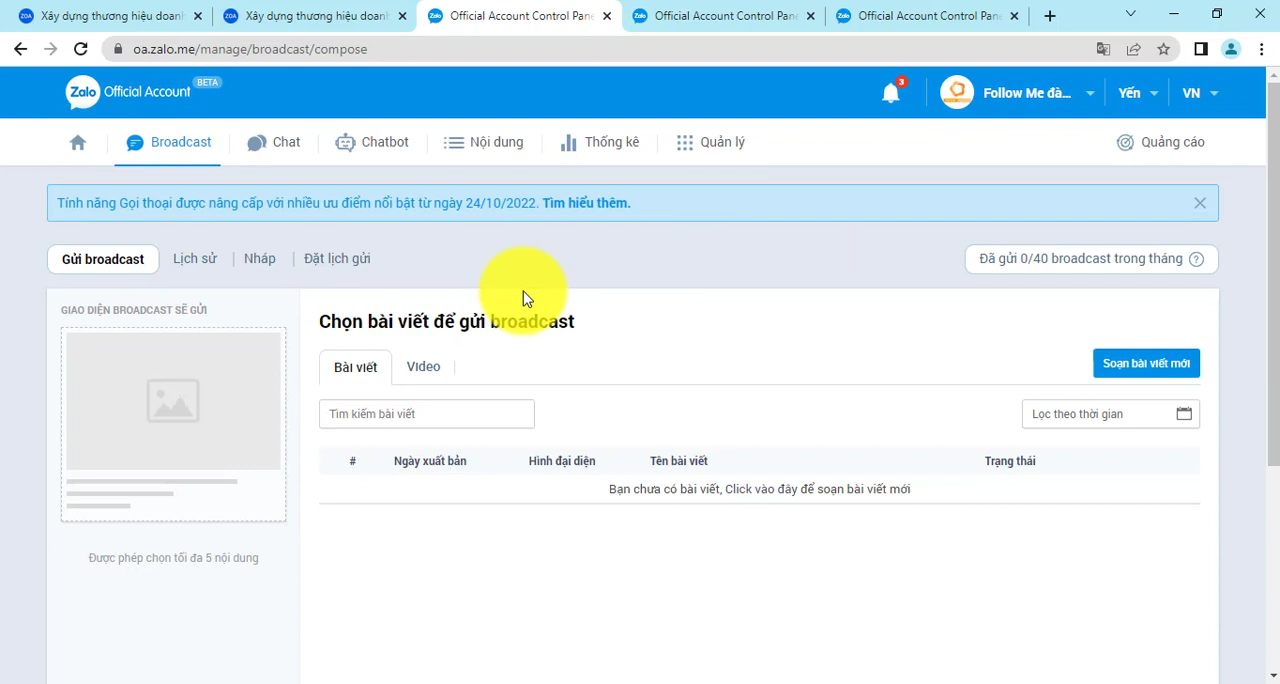 ZOA Xây dựng thương hiệu doanh
ZOA Xây dựng thương hiệu doanh
Zalo Official Account Control Pane
Zalo Official Account Control Pane
Zalo Official Account Control Pane
oa.zalo.me/manage/broadcast/compose
Zalo Official Account BETA
3
Follow Me đà...
Yến
VN
Broadcast
Chat
Chatbot
Nội dung
Thống kê
Quản lý
Quảng cáo
Tính năng Gọi thoại được nâng cấp với nhiều ưu điểm nổi bật từ ngày 24/10/2022. Tìm hiểu thêm.
Gửi broadcast
Lịch sử
Nháp
Đặt lịch gửi
Đã gửi 0/40 broadcast trong tháng ?
GIAO DIỆN BROADCAST SẼ GỬI
Được phép chọn tối đa 5 nội dung
Chọn bài viết để gửi broadcast
Bài viết
Video
Soạn bài viết mới
Tìm kiếm bài viết
Lọc theo thời gian
# Ngày xuất bản Hình đại diện Tên bài viết Trạng thái
Bạn chưa có bài viết, Click vào đây để soạn bài viết mới